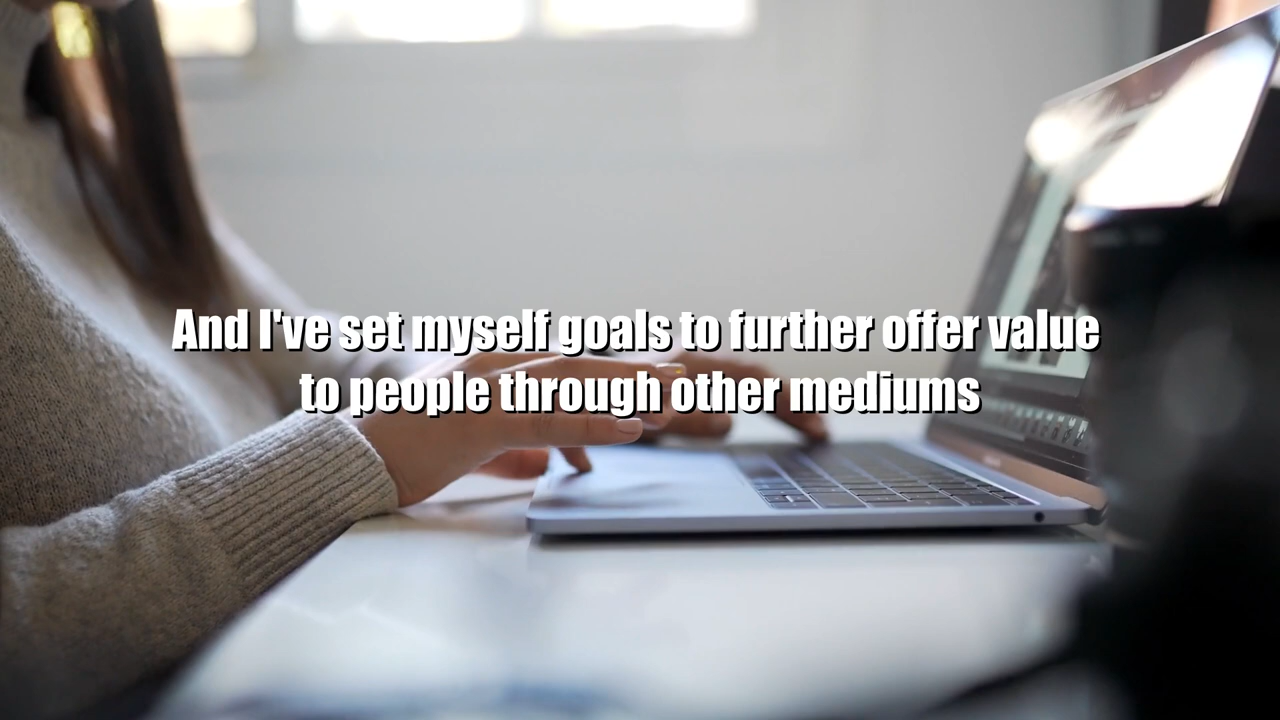 And I've set myself goals to further offer value
to people through other mediums